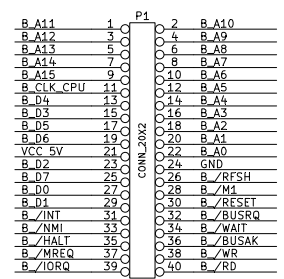 P1
B_A11 1 2 B_A10
B_A12 3 4 B_A9
B_A13 5 6 B_A8
B_A14 7 8 B_A7
B_A15 9 10 B_A6
B_CLK_CPU 11 12 B_A5
B_D4 13 14 B_A4
B_D3 15 16 B_A3
B_D5 17 18 B_A2
B_D6 19 20 B_A1
VCC 5V 21 22 B_A0
B_D2 23 24 GND
B_D7 25 26 B_/RFSH
B_D0 27 28 B_/M1
B_D1 29 30 B_/RESET
B_/INT 31 32 B_/BUSRQ
B_/NMI 33 34 B_/WAIT
B_/HALT 35 36 B_/BUSAK
B_/MREQ 37 38 B_/WR
B_/IORQ 39 40 B_/RD
CONN_20X2